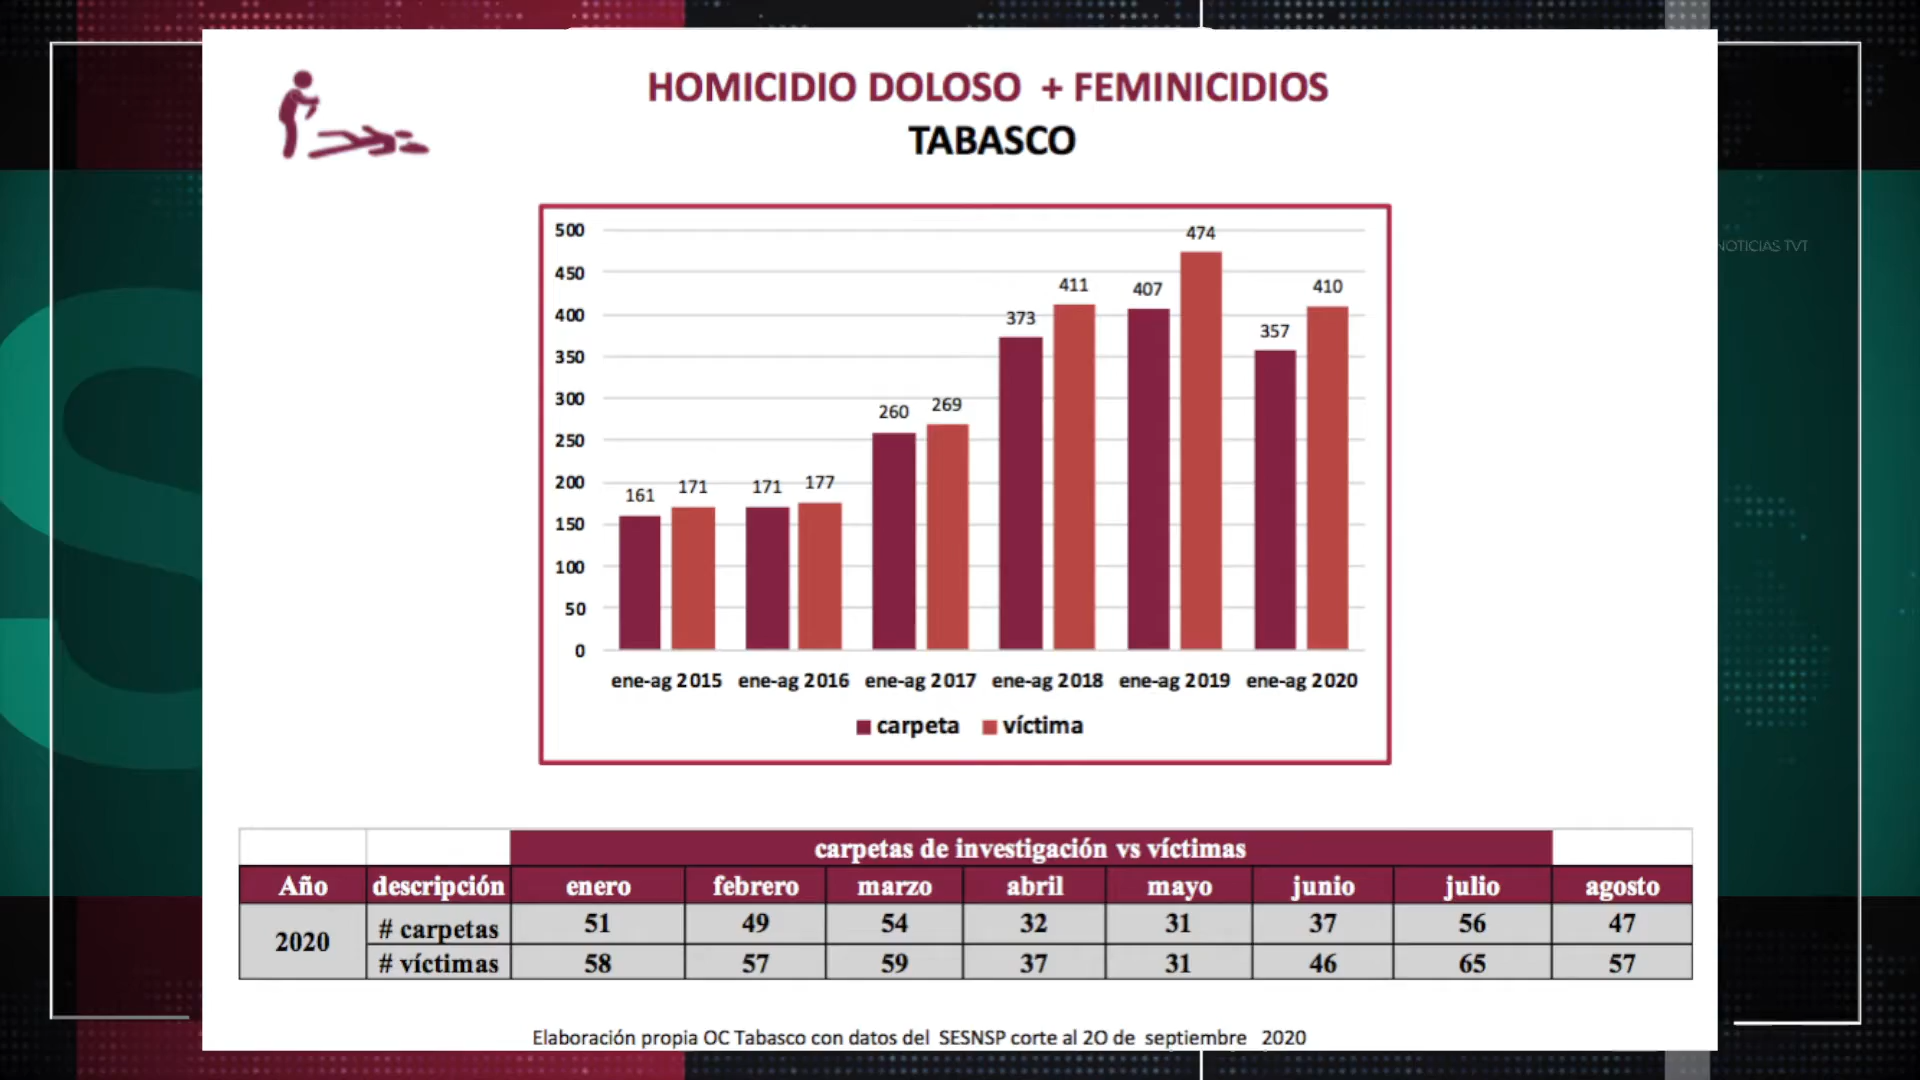 HOMICIDIO DOLOSO + FEMINICIDIOS
TABASCO
NOTICIAS TVT
500
450
400
350
300
250
200
150
100
50
0
161 171 171 177 260 269 373 411 407 474 357 410
ene-ag 2015 ene-ag 2016 ene-ag 2017 ene-ag 2018 ene-ag 2019 ene-ag 2020
carpeta víctima
carpetas de investigación vs víctimas
Año descripción enero febrero marzo abril mayo junio julio agosto
2020 # carpetas 51 49 54 32 31 37 56 47
# víctimas 58 57 59 37 31 46 65 57
Elaboración propia OC Tabasco con datos del SESNSP corte al 2O de septiembre 2020